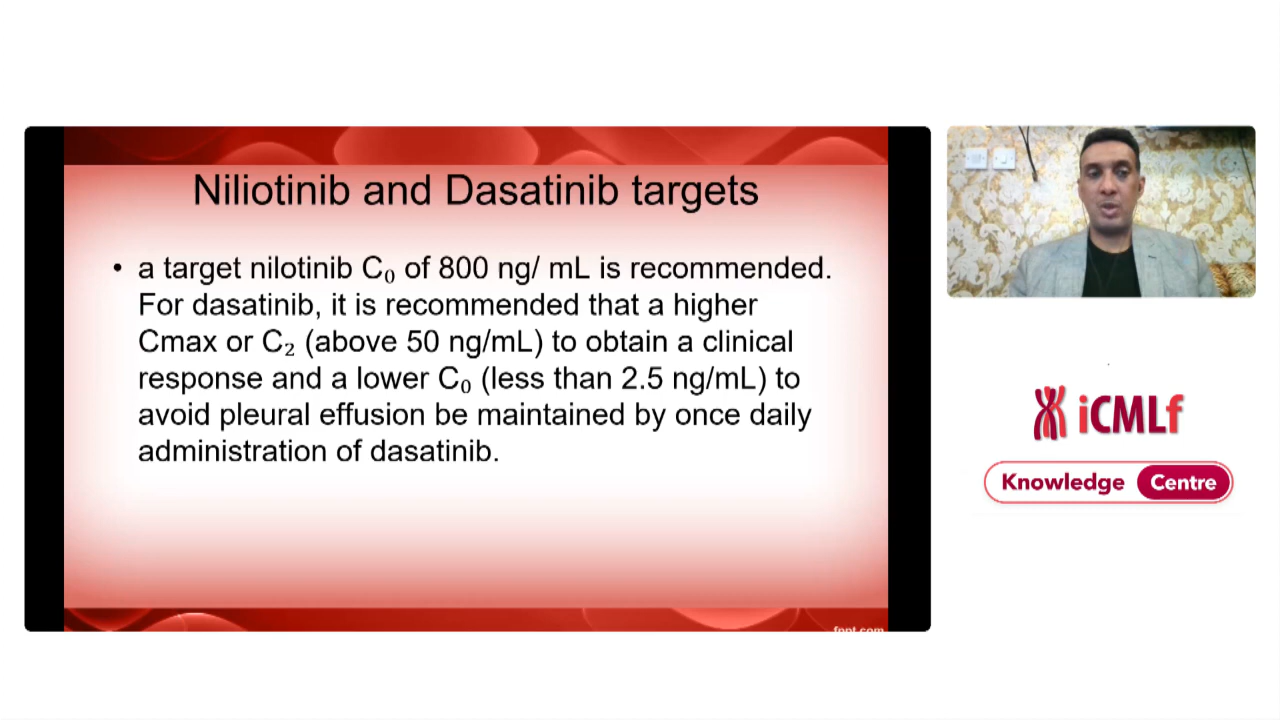 Niliotinib and Dasatinib targets
• a target nilotinib C₀ of 800 ng/ mL is recommended.
For dasatinib, it is recommended that a higher
Cmax or C₂ (above 50 ng/mL) to obtain a clinical
response and a lower C₀ (less than 2.5 ng/mL) to
avoid pleural effusion be maintained by once daily
administration of dasatinib.
fppt.com
iCMLf
Knowledge Centre